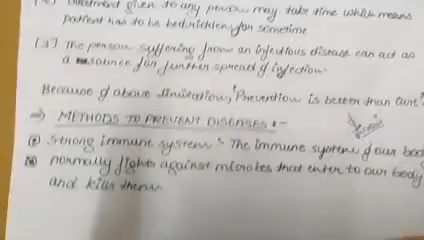 treatment given to any person may take time which means
patient has to be bedridden for sometime
(3) The person suffering from an infectious disease can act as
a source for further spread of infection.
Because of above limitation, "Prevention is better than cure"
=> METHODS TO PREVENT DISEASES :-
Strong immune system : The immune system of our bod
normally fights against microbes that enter to our body
and kills them